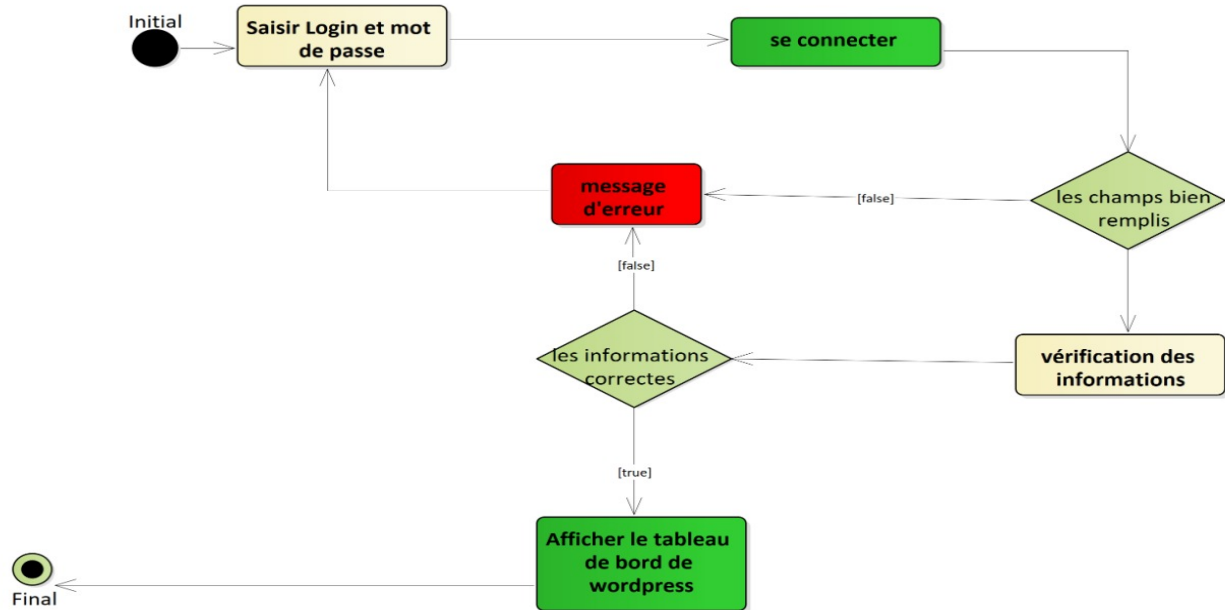 Initial
Saisir Login et mot
de passe
se connecter
message
d'erreur
[false]
les champs bien
remplis
[false]
les informations
correctes
vérification des
informations
[true]
Afficher le tableau
de bord de
wordpress
Final